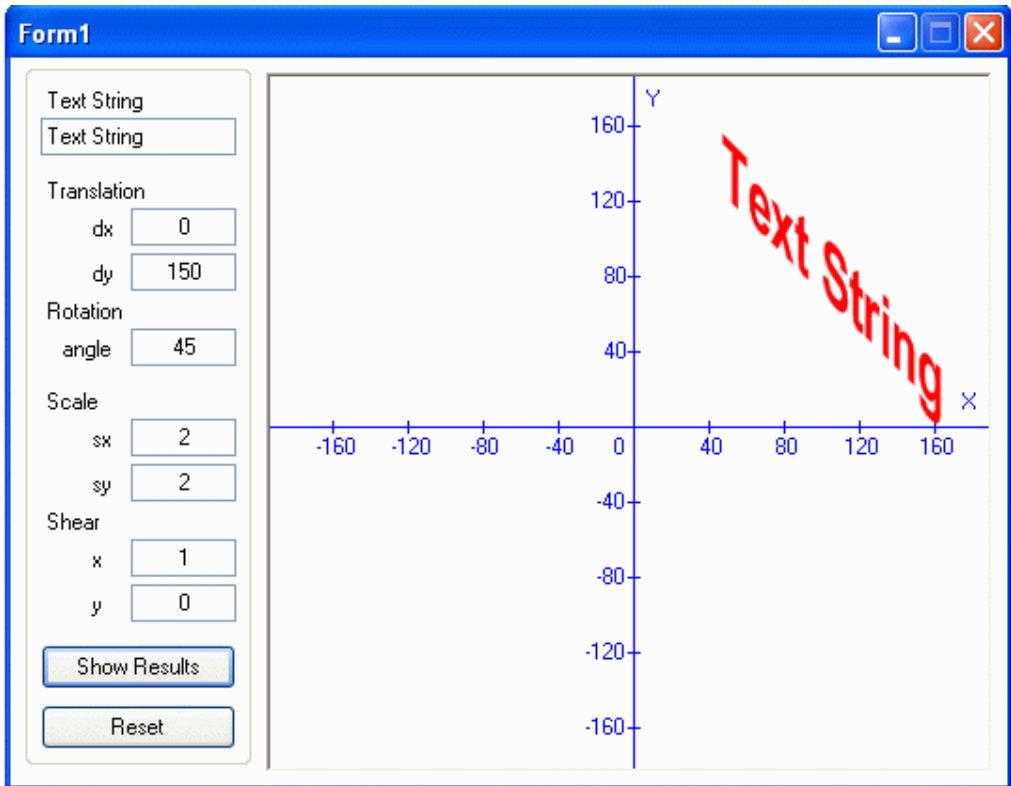 Form1
Text String
Text String
Translation
dx 0
dy 150
Rotation
angle 45
Scale
sx 2
sy 2
Shear
x 1
y 0
Show Results
Reset
Y
160
120
80
40
-160 -120 -80 -40 0 40 80 120 160
X
-40
-80
-120
-160
Text String